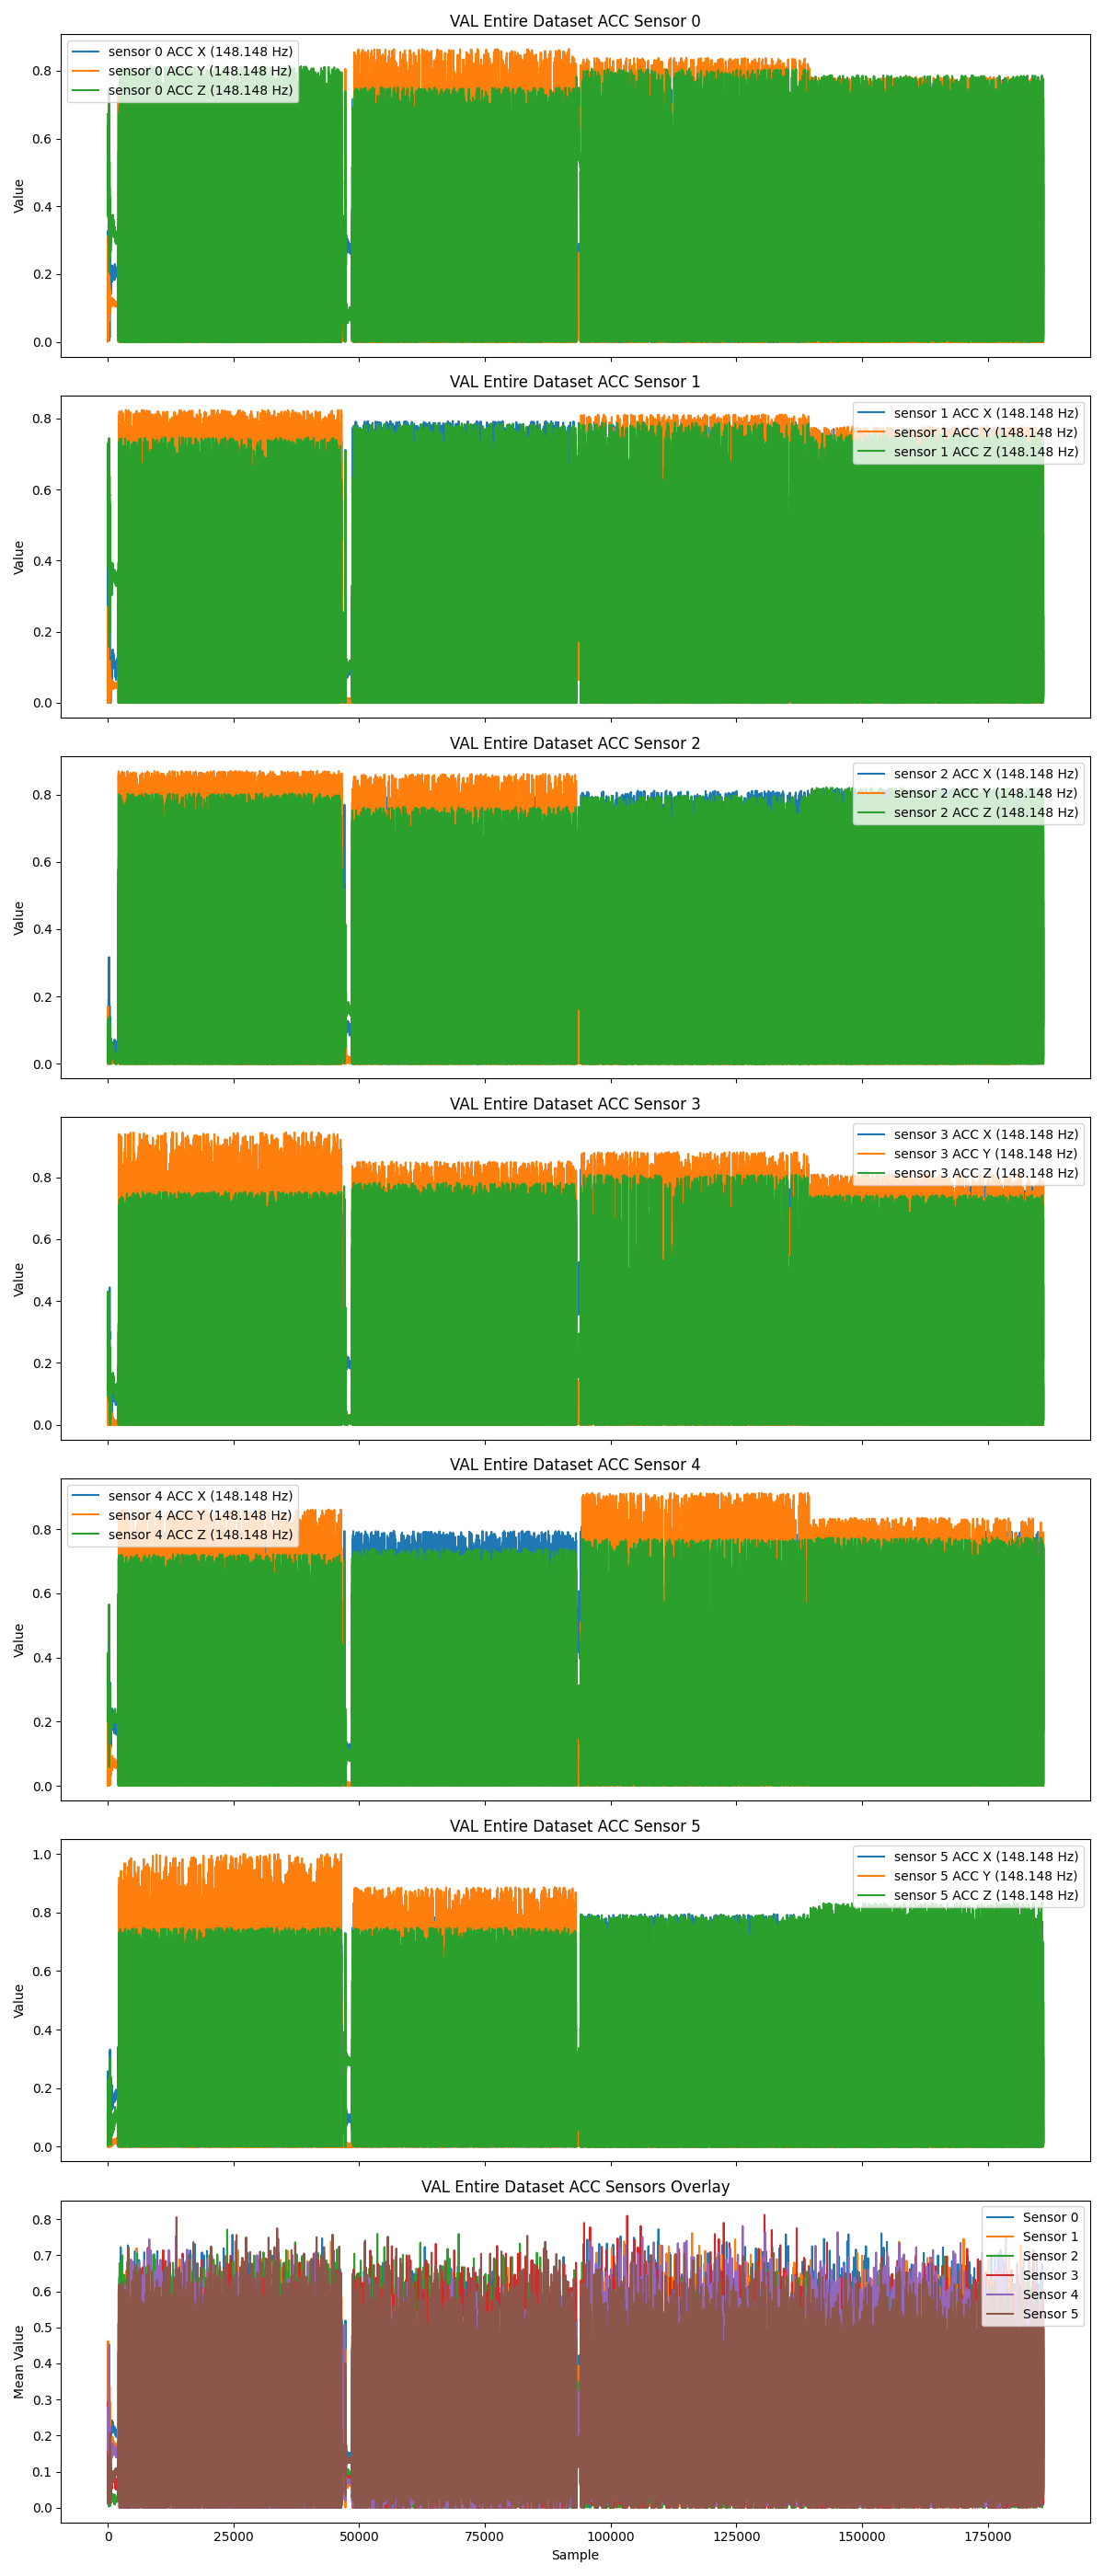 VAL Entire Dataset ACC Sensor 0
sensor 0 ACC X (148.148 Hz)
sensor 0 ACC Y (148.148 Hz)
sensor 0 ACC Z (148.148 Hz)
0.8
0.6
0.4
0.2
0.0
Value
VAL Entire Dataset ACC Sensor 1
sensor 1 ACC X (148.148 Hz)
sensor 1 ACC Y (148.148 Hz)
sensor 1 ACC Z (148.148 Hz)
0.8
0.6
0.4
0.2
0.0
Value
VAL Entire Dataset ACC Sensor 2
sensor 2 ACC X (148.148 Hz)
sensor 2 ACC Y (148.148 Hz)
sensor 2 ACC Z (148.148 Hz)
0.8
0.6
0.4
0.2
0.0
Value
VAL Entire Dataset ACC Sensor 3
sensor 3 ACC X (148.148 Hz)
sensor 3 ACC Y (148.148 Hz)
sensor 3 ACC Z (148.148 Hz)
0.8
0.6
0.4
0.2
0.0
Value
VAL Entire Dataset ACC Sensor 4
sensor 4 ACC X (148.148 Hz)
sensor 4 ACC Y (148.148 Hz)
sensor 4 ACC Z (148.148 Hz)
0.8
0.6
0.4
0.2
0.0
Value
VAL Entire Dataset ACC Sensor 5
sensor 5 ACC X (148.148 Hz)
sensor 5 ACC Y (148.148 Hz)
sensor 5 ACC Z (148.148 Hz)
1.0
0.8
0.6
0.4
0.2
0.0
Value
VAL Entire Dataset ACC Sensors Overlay
Sensor 0
Sensor 1
Sensor 2
Sensor 3
Sensor 4
Sensor 5
0.8
0.7
0.6
0.5
0.4
0.3
0.2
0.1
0.0
Mean Value
0 25000 50000 75000 100000 125000 150000 175000
Sample